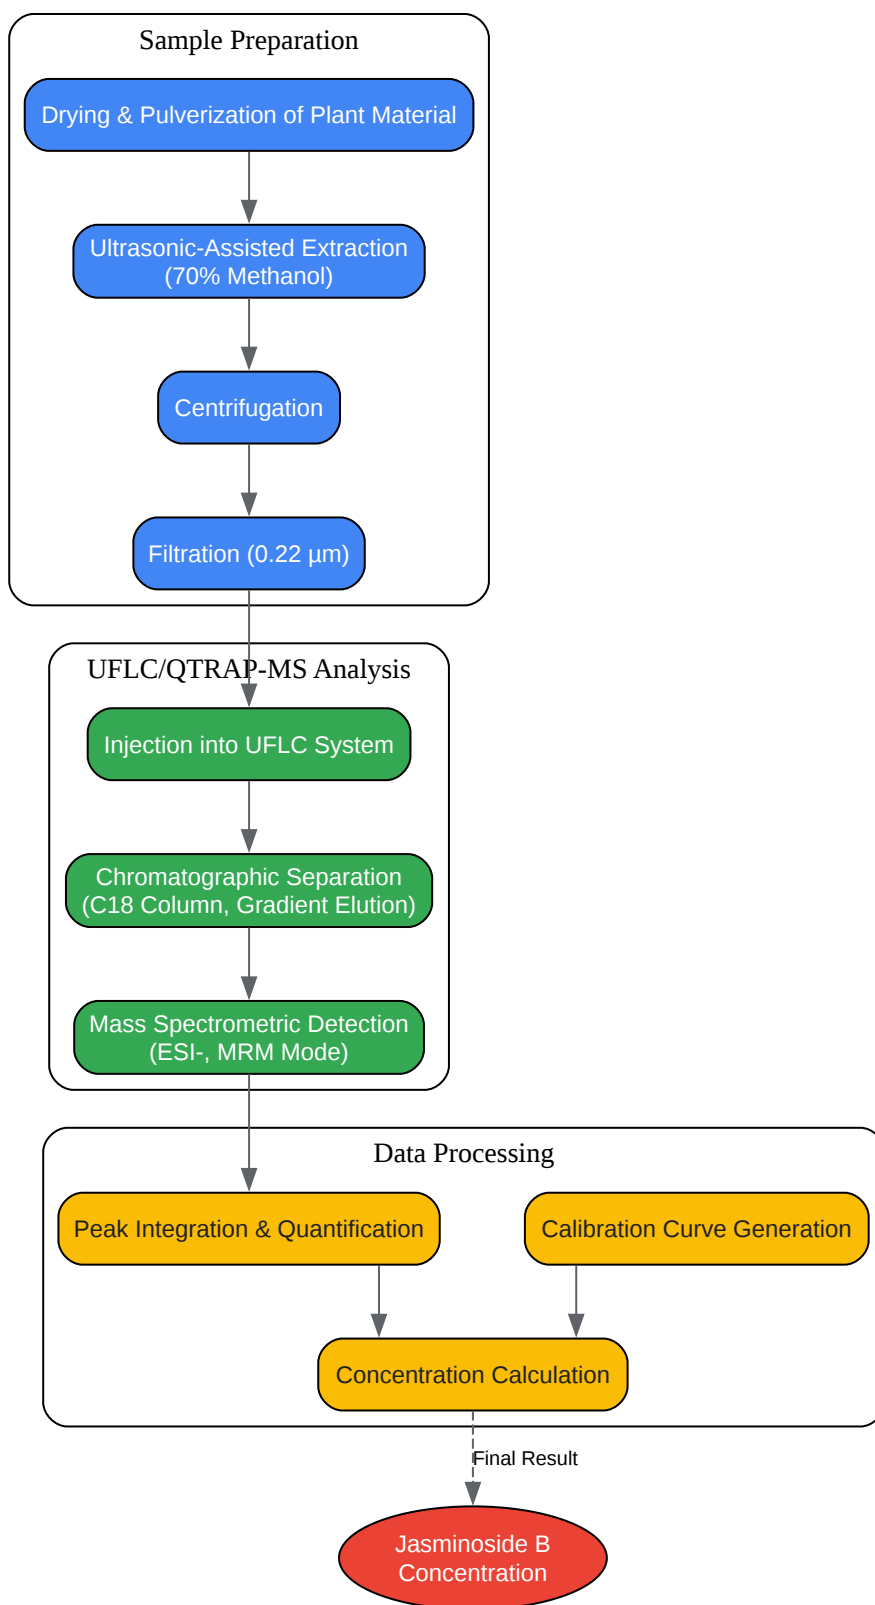 Sample Preparation
Drying & Pulverization of Plant Material
Ultrasonic-Assisted Extraction
(70% Methanol)
Centrifugation
Filtration (0.22 µm)
UFLC/QTRAP-MS Analysis
Injection into UFLC System
Chromatographic Separation
(C18 Column, Gradient Elution)
Mass Spectrometric Detection
(ESI-, MRM Mode)
Data Processing
Peak Integration & Quantification
Calibration Curve Generation
Concentration Calculation
Final Result
Jasminoside B
Concentration